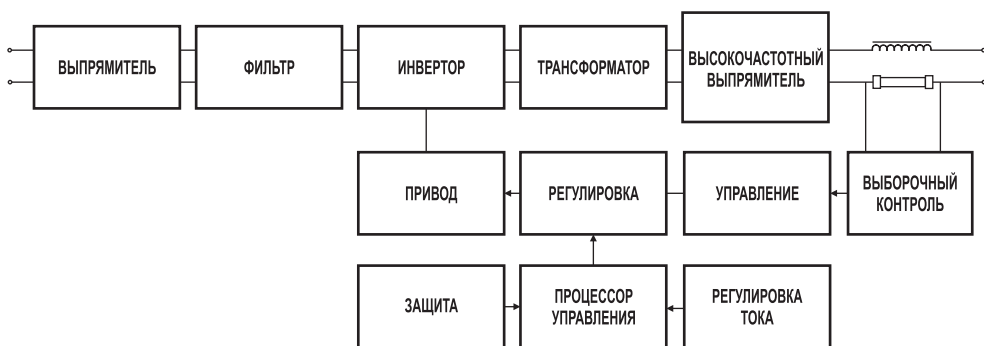 ВЫПРЯМИТЕЛЬ
ФИЛЬТР
ИНВЕРТОР
ТРАНСФОРМАТОР
ВЫСОКОЧАСТОТНЫЙ
ВЫПРЯМИТЕЛЬ
ПРИВОД
РЕГУЛИРОВКА
УПРАВЛЕНИЕ
ВЫБОРОЧНЫЙ
КОНТРОЛЬ
ЗАЩИТА
ПРОЦЕССОР
УПРАВЛЕНИЯ
РЕГУЛИРОВКА
ТОКА